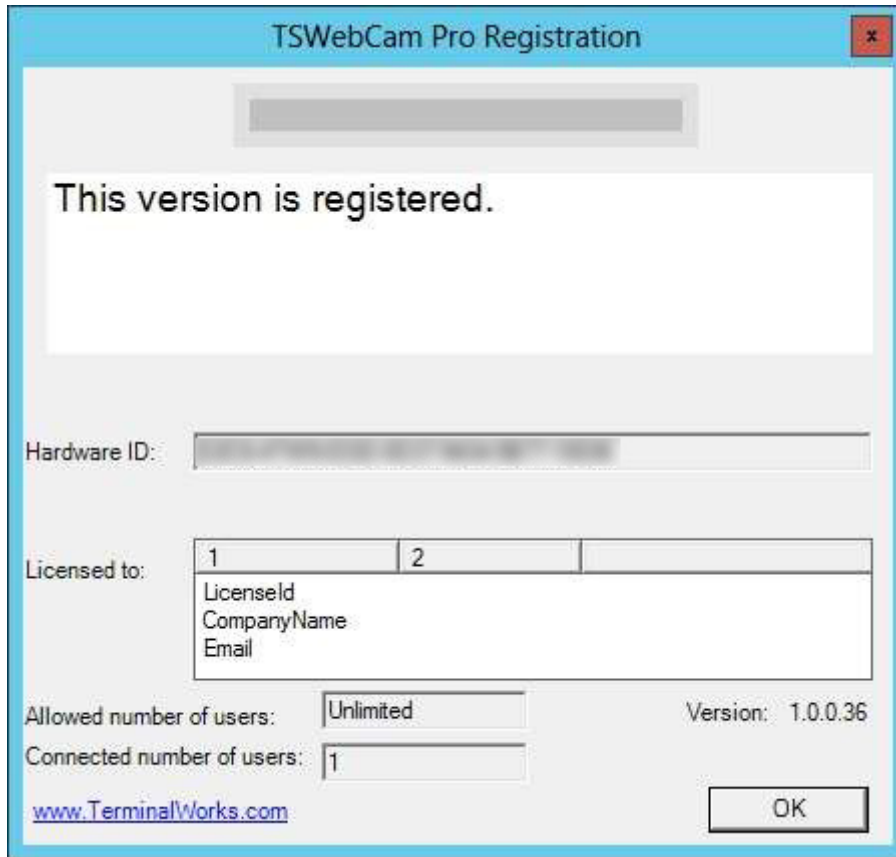 TSWebCam Pro Registration
x
This version is registered.
Hardware ID:
Licensed to:
1 2
LicenseId
CompanyName
Email
Allowed number of users: Unlimited Version: 1.0.0.36
Connected number of users: 1
www.TerminalWorks.com OK